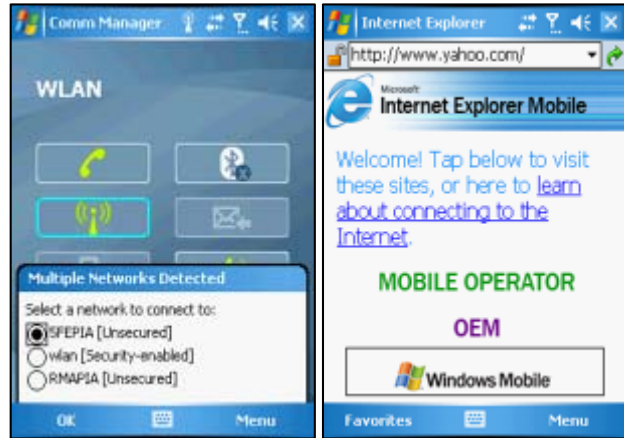 Comm Manager
WLAN
Multiple Networks Detected
Select a network to connect to:
SFEPIA [Unsecured]
wlan [Security-enabled]
RMAPIA [Unsecured]
OK Menu
Internet Explorer
http://www.yahoo.com/
Microsoft
Internet Explorer Mobile
Welcome! Tap below to visit
these sites, or here to learn
about connecting to the
Internet.
MOBILE OPERATOR
OEM
Windows Mobile
Favorites Menu